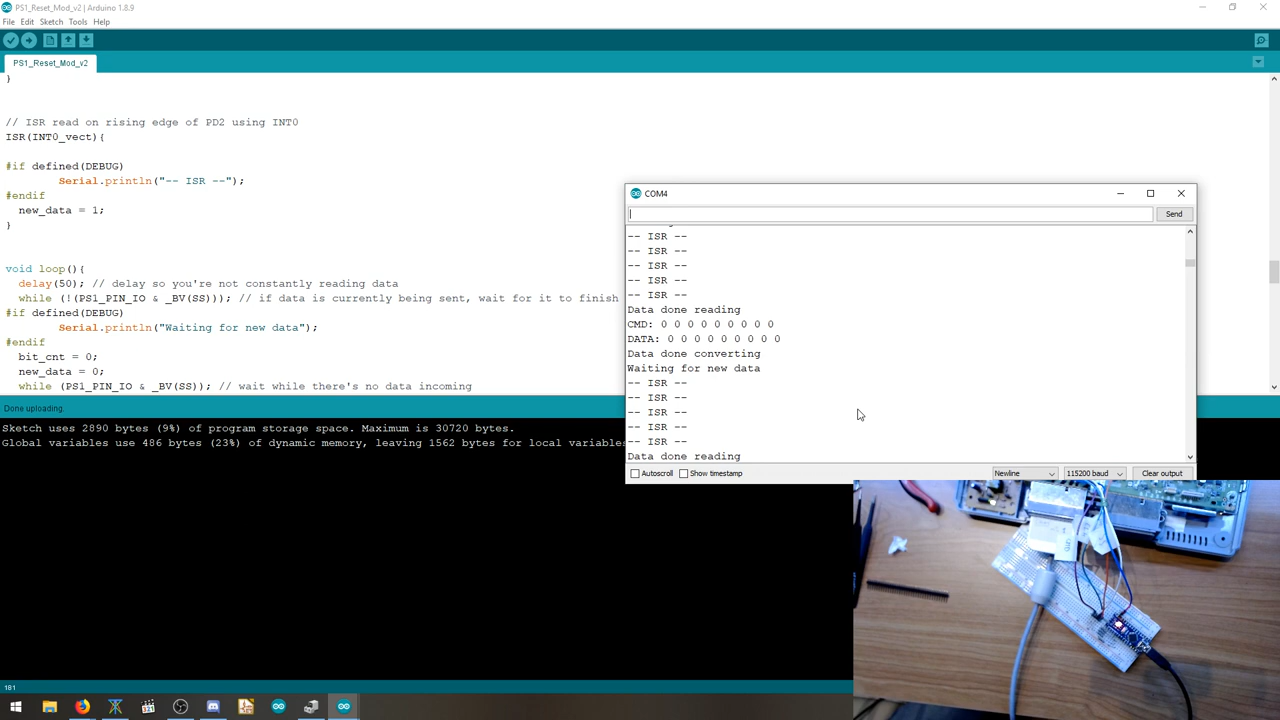 PS1_Reset_Mod_v2 | Arduino 1.8.9
File Edit Sketch Tools Help
PS1_Reset_Mod_v2
}
// ISR read on rising edge of PD2 using INT0
ISR(INT0_vect){
#if defined(DEBUG)
Serial.println("-- ISR --");
#endif
new_data = 1;
}
void loop(){
delay(50); // delay so you're not constantly reading data
while (!(PS1_PIN_IO & _BV(SS))); // if data is currently being sent, wait for it to finish
#if defined(DEBUG)
Serial.println("Waiting for new data");
#endif
bit_cnt = 0;
new_data = 0;
while (PS1_PIN_IO & _BV(SS)); // wait while there's no data incoming
Done uploading.
Sketch uses 2890 bytes (9%) of program storage space. Maximum is 30720 bytes.
Global variables use 486 bytes (23%) of dynamic memory, leaving 1562 bytes for local variables
181
COM4
Send
-- ISR --
-- ISR --
-- ISR --
-- ISR --
-- ISR --
Data done reading
CMD: 0 0 0 0 0 0 0 0 0
DATA: 0 0 0 0 0 0 0 0 0
Data done converting
Waiting for new data
-- ISR --
-- ISR --
-- ISR --
-- ISR --
-- ISR --
Data done reading
Autoscroll Show timestamp Newline 115200 baud Clear output